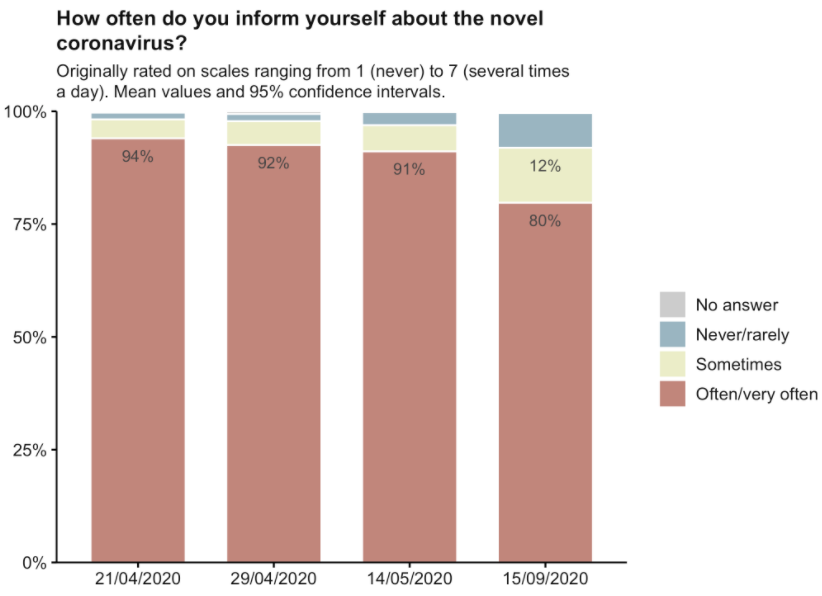 How often do you inform yourself about the novel
coronavirus?
Originally rated on scales ranging from 1 (never) to 7 (several times
a day). Mean values and 95% confidence intervals.
100%
75%
50%
25%
0%
94%
92%
91%
12%
80%
21/04/2020
29/04/2020
14/05/2020
15/09/2020
No answer
Never/rarely
Sometimes
Often/very often